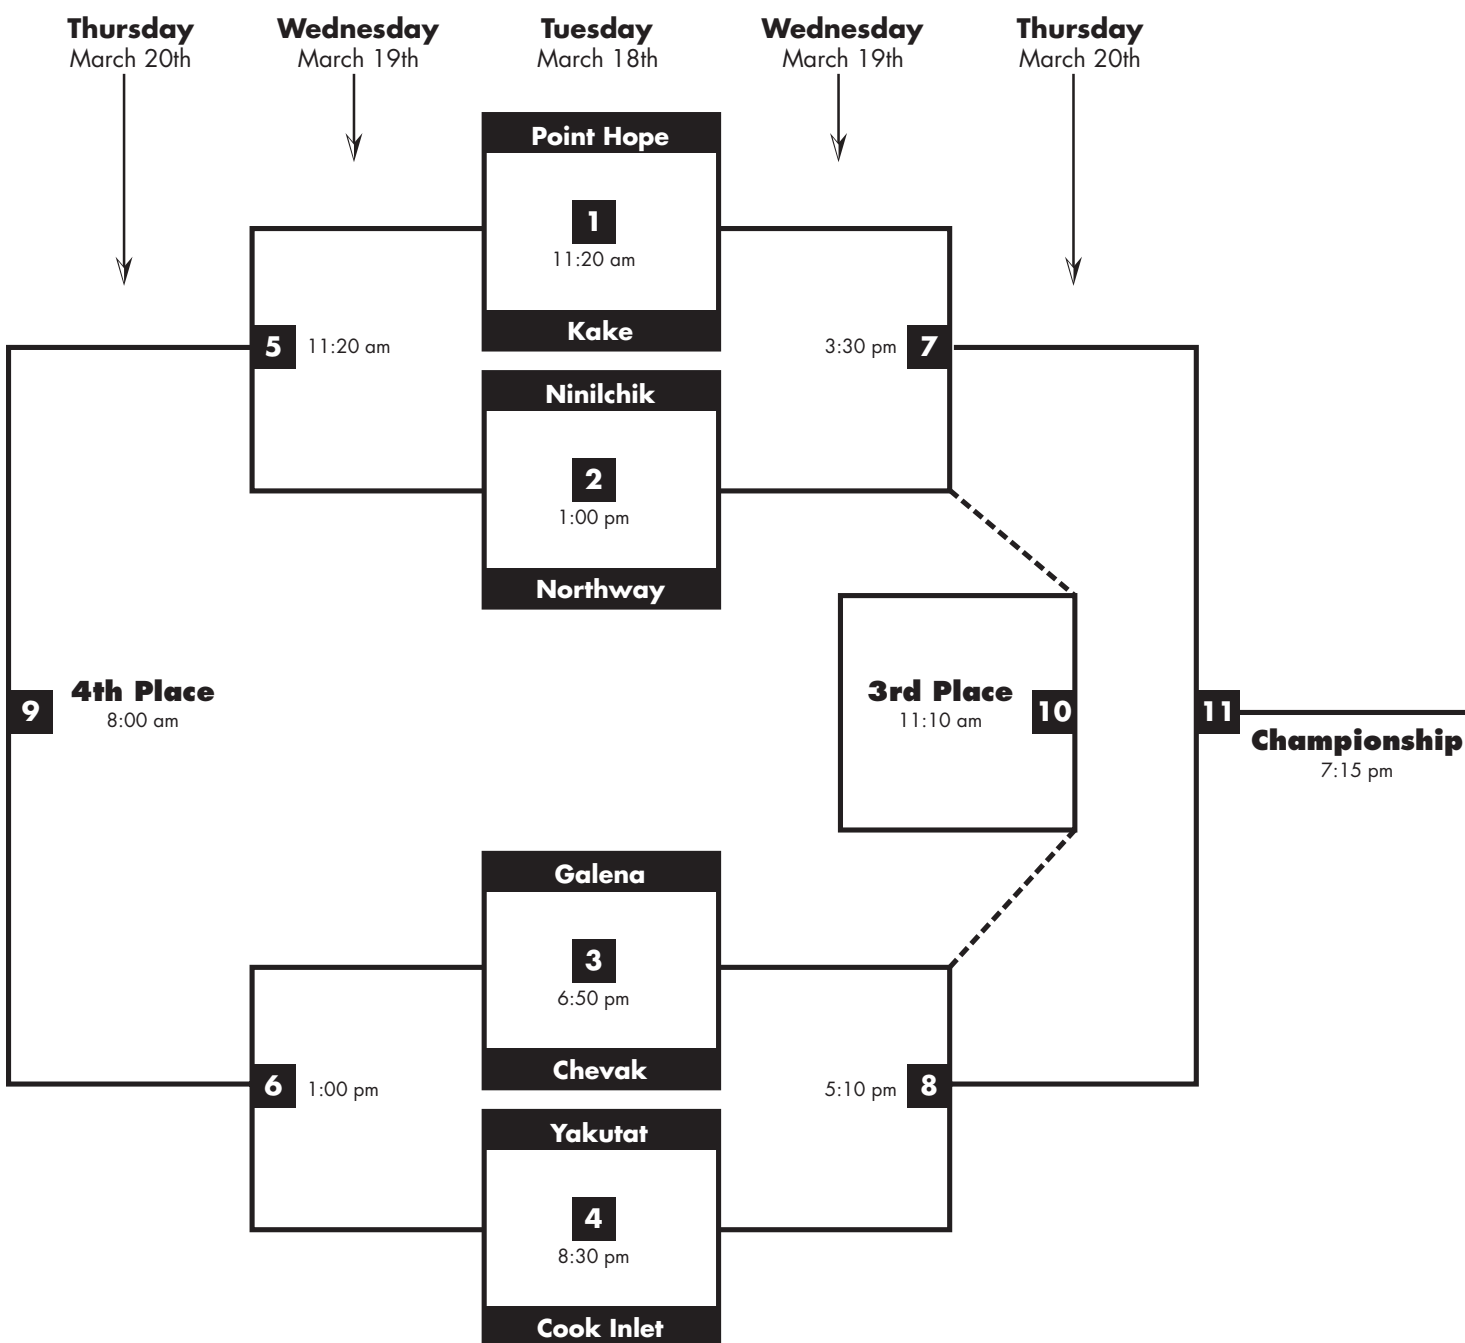 Thursday
March 20th
Wednesday
March 19th
Tuesday
March 18th
Wednesday
March 19th
Thursday
March 20th
Point Hope
1
11:20 am
Kake
5 11:20 am
3:30 pm 7
Ninilchik
2
1:00 pm
Northway
9
4th Place
8:00 am
3rd Place
11:10 am
10
11
Championship
7:15 pm
Galena
3
6:50 pm
Chevak
6 1:00 pm
5:10 pm 8
Yakutat
4
8:30 pm
Cook Inlet